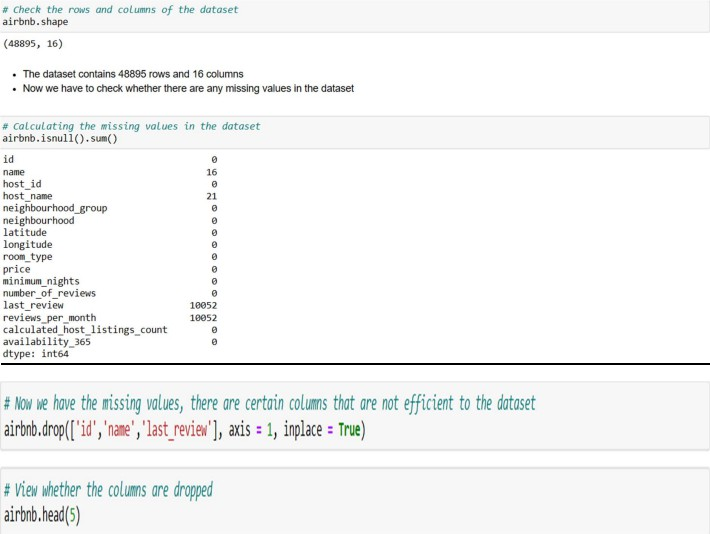 # Check the rows and columns of the dataset
airbnb.shape
(48895, 16)
• The dataset contains 48895 rows and 16 columns
• Now we have to check whether there are any missing values in the dataset
# Calculating the missing values in the dataset
airbnb.isnull().sum()
id 0
name 16
host_id 0
host_name 21
neighbourhood_group 0
neighbourhood 0
latitude 0
longitude 0
room_type 0
price 0
minimum_nights 0
number_of_reviews 0
last_review 10052
reviews_per_month 10052
calculated_host_listings_count 0
availability_365 0
dtype: int64
# Now we have the missing values, there are certain columns that are not efficient to the dataset
airbnb.drop(['id','name','last_review'], axis = 1, inplace = True)
# View whether the columns are dropped
airbnb.head(5)